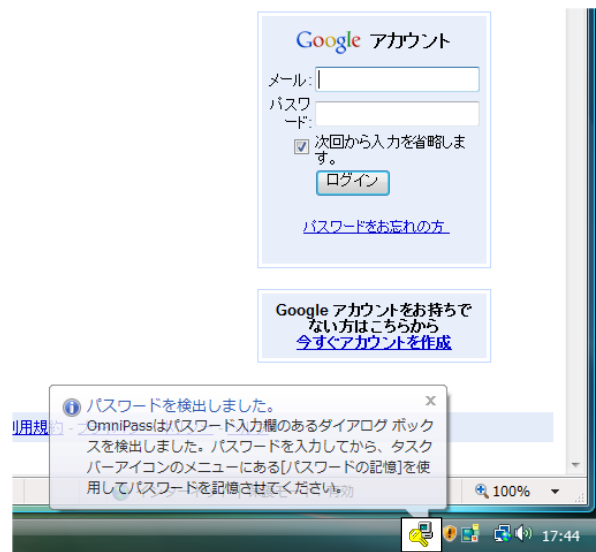 Google アカウント
メール:
パスワ
ード:
次回から入力を省略しま
す。
ログイン
パスワードをお忘れの方
Google アカウントをお持ちで
ない方はこちらから
今すぐアカウントを作成
パスワードを検出しました。
利用規約 -
OmniPassはパスワード入力欄のあるダイアログ ボック
スを検出しました。パスワードを入力してから、タスク
バーアイコンのメニューにある[パスワードの記憶]を使
用してパスワードを記憶させてください。
有効
100%
17:44